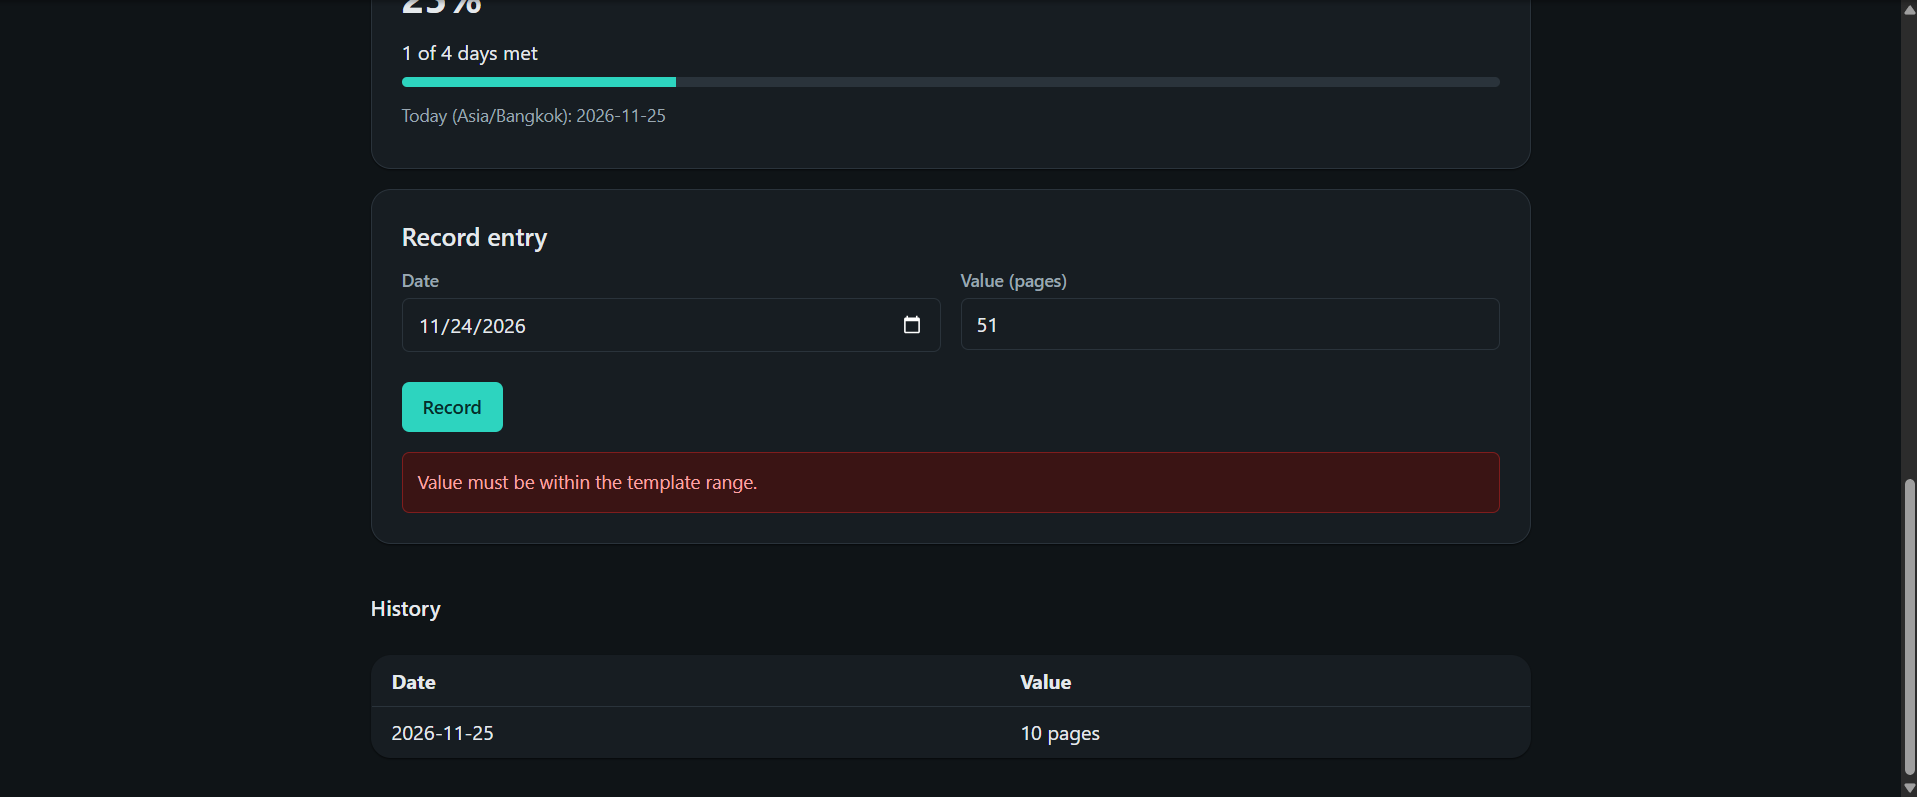 25%
1 of 4 days met
Today (Asia/Bangkok): 2026-11-25
Record entry
Date
Value (pages)
11/24/2026
51
Record
Value must be within the template range.
History
Date Value
2026-11-25 10 pages